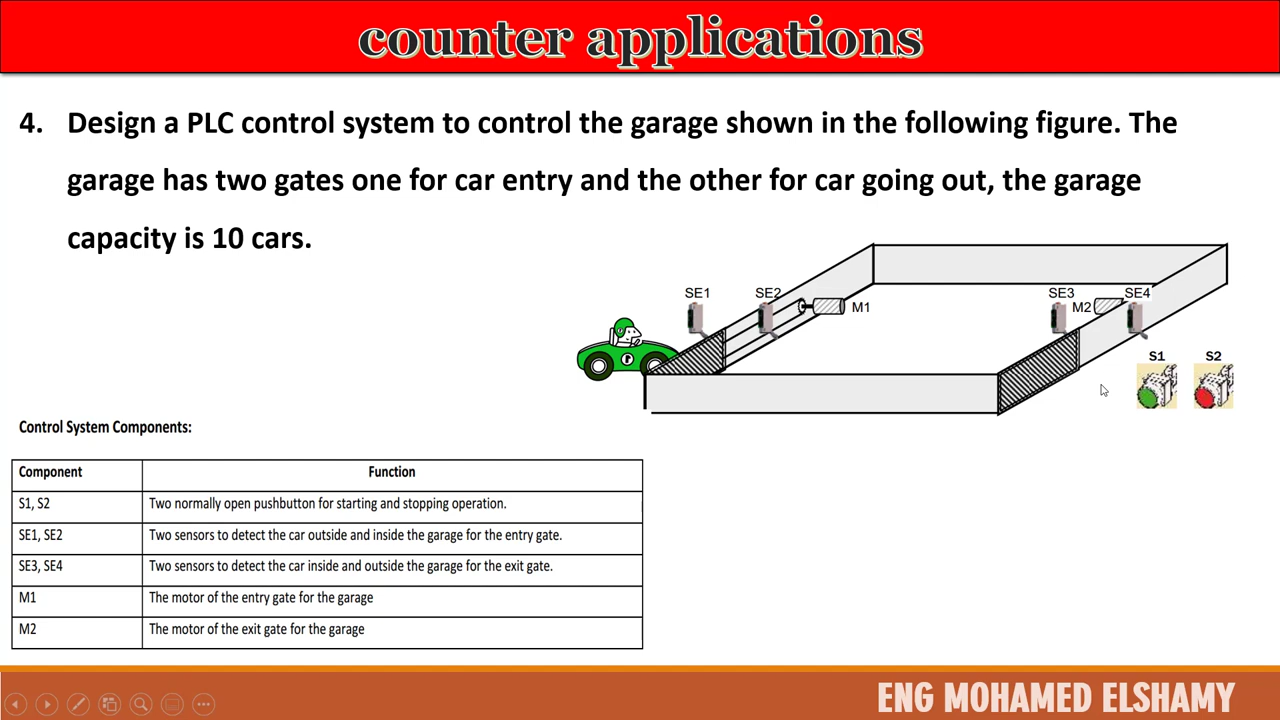 counter applications
4. Design a PLC control system to control the garage shown in the following figure. The
garage has two gates one for car entry and the other for car going out, the garage
capacity is 10 cars.
SE1 SE2 M1 SE3 M2 SE4
S1 S2
P
Control System Components:
Component Function
S1, S2 Two normally open pushbutton for starting and stopping operation.
SE1, SE2 Two sensors to detect the car outside and inside the garage for the entry gate.
SE3, SE4 Two sensors to detect the car inside and outside the garage for the exit gate.
M1 The motor of the entry gate for the garage
M2 The motor of the exit gate for the garage
ENG MOHAMED ELSHAMY